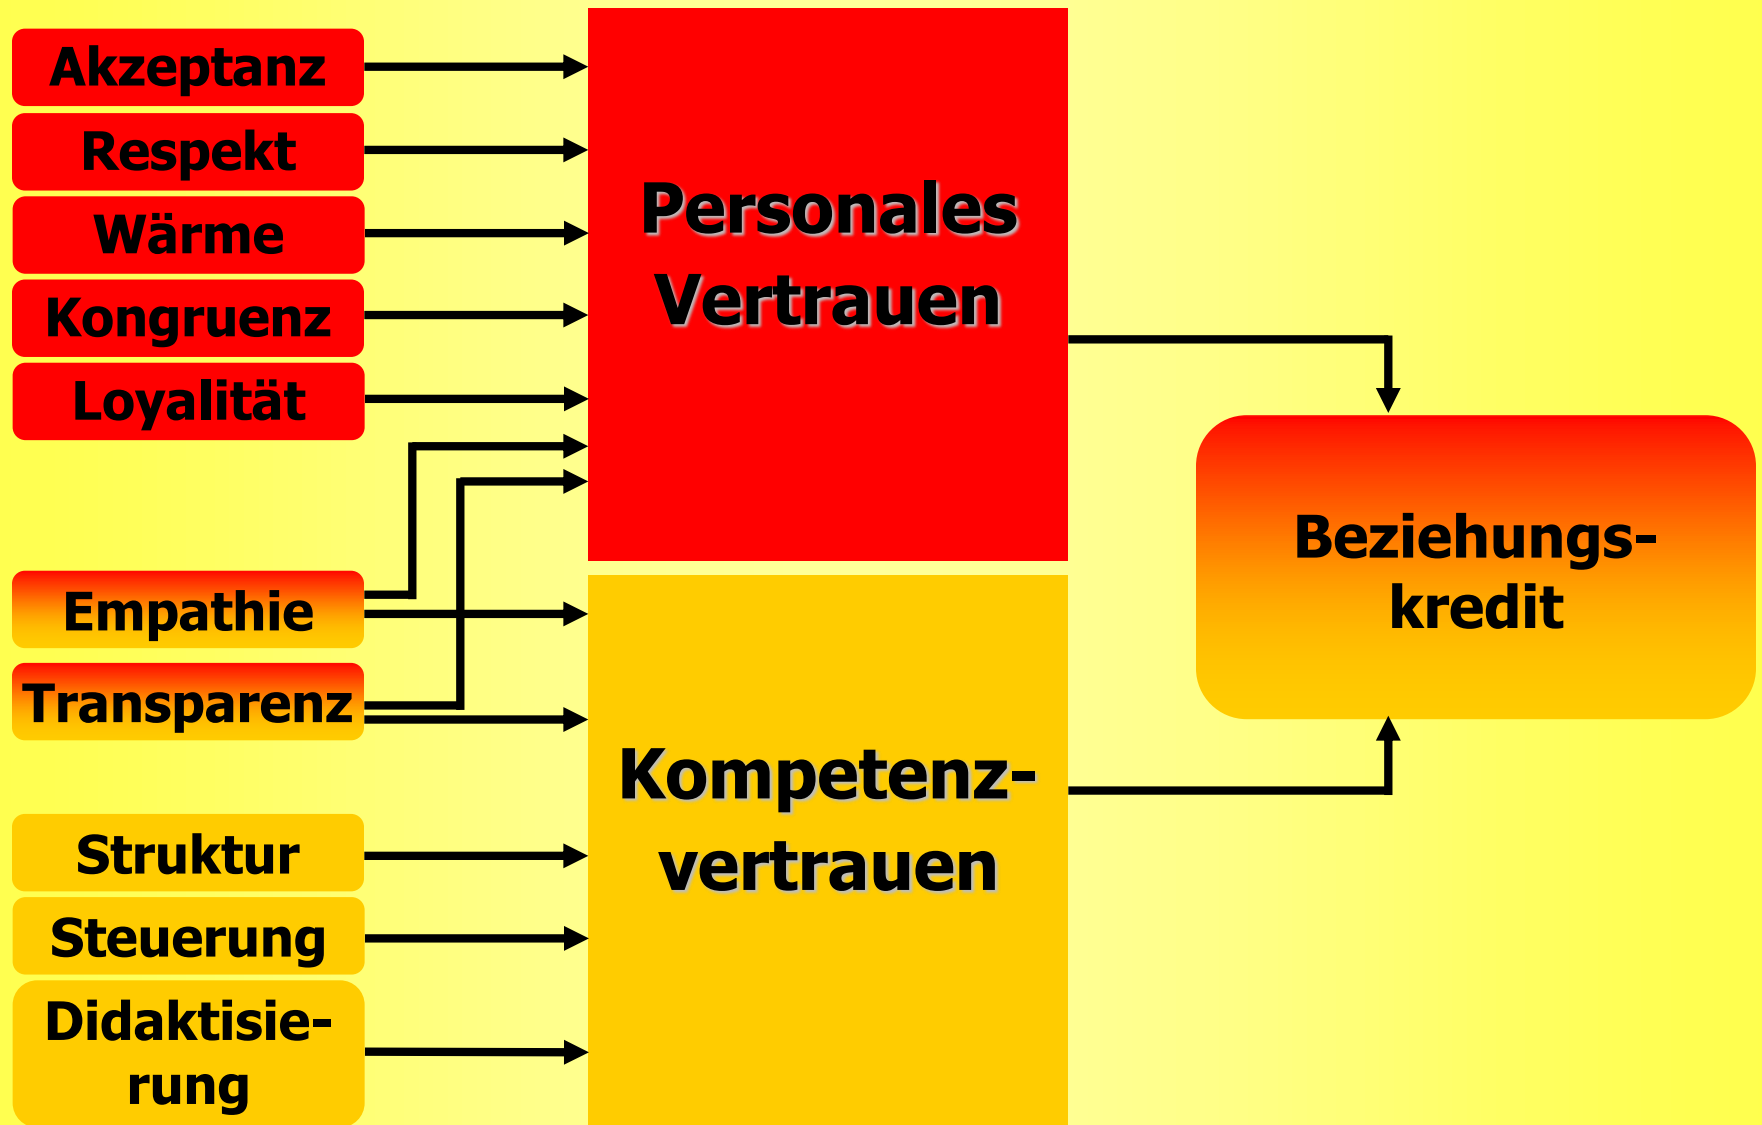 Akzeptanz
Respekt
Wärme
Kongruenz
Loyalität
Empathie
Transparenz
Struktur
Steuerung
Didaktisie-
rung
Personales
Vertrauen
Kompetenz-
vertrauen
Beziehungs-
kredit